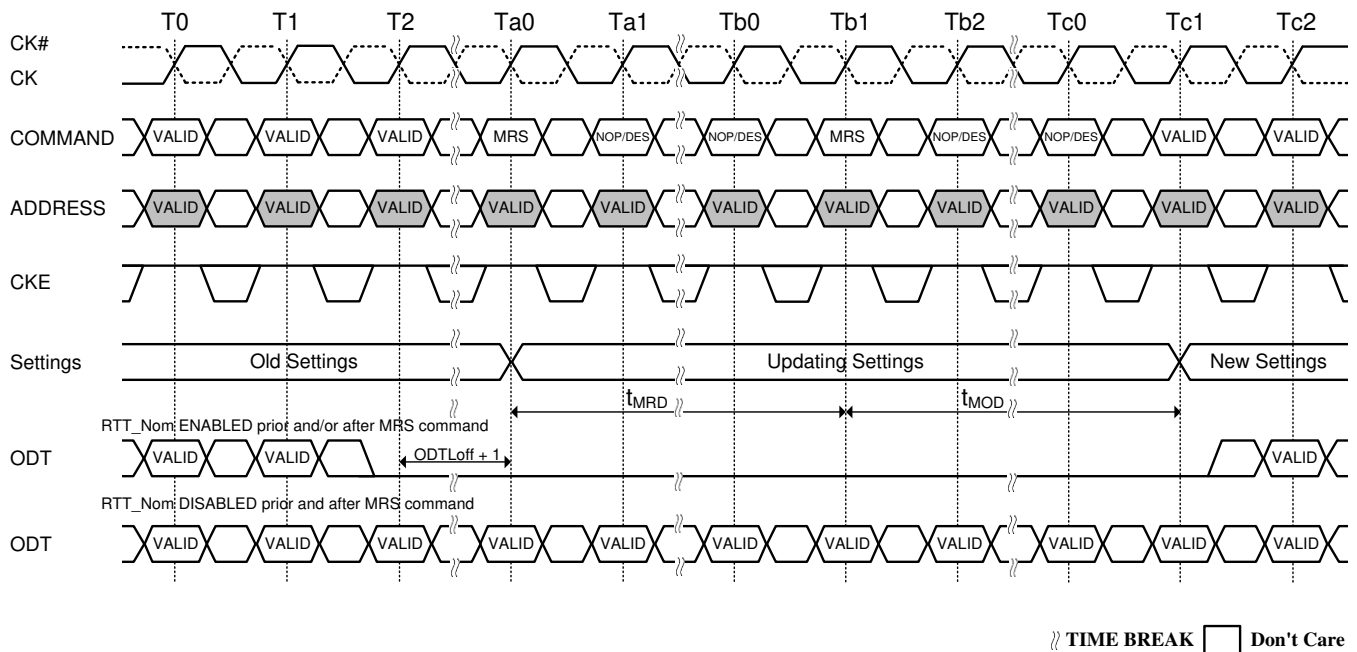 T0 T1 T2 Ta0 Ta1 Tb0 Tb1 Tb2 Tc0 Tc1 Tc2
CK#
CK
COMMAND VALID VALID VALID MRS NOP/DES NOP/DES MRS NOP/DES NOP/DES VALID VALID
ADDRESS VALID VALID VALID VALID VALID VALID VALID VALID VALID VALID VALID
CKE
Settings Old Settings Updating Settings New Settings
tMRD tMOD
RTT_Nom ENABLED prior and/or after MRS command
ODT VALID VALID ODTLoff + 1 VALID
RTT_Nom DISABLED prior and after MRS command
ODT VALID VALID VALID VALID VALID VALID VALID VALID VALID VALID VALID
TIME BREAK Don't Care